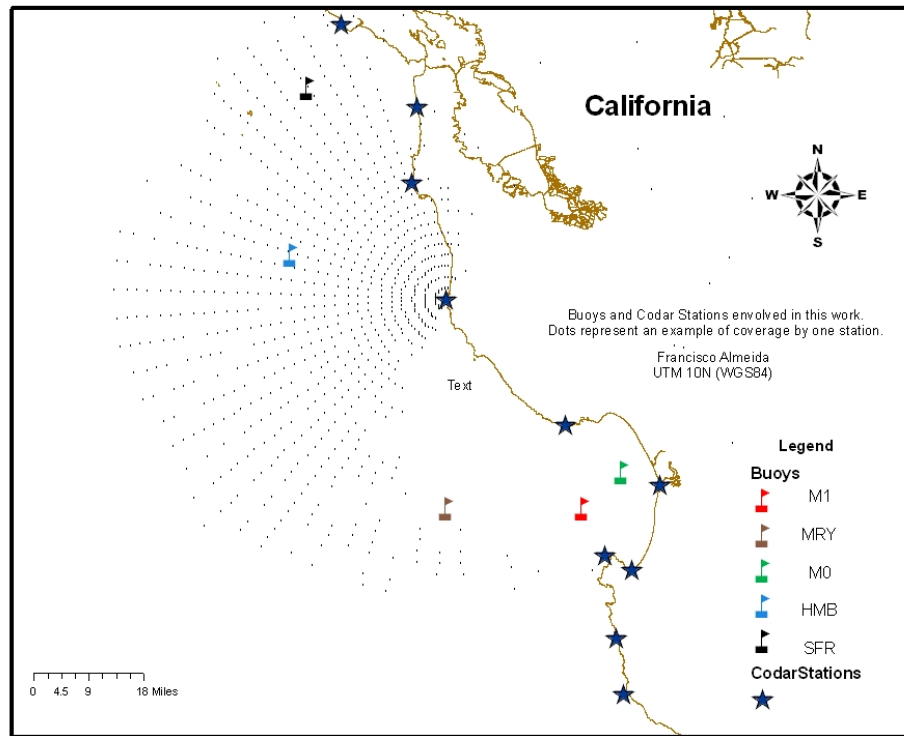 California
N
W E
S
Buoys and Codar Stations envolved in this work.
Dots represent an example of coverage by one station.
Francisco Almeida
UTM 10N (WGS84)
Text
Legend
Buoys
M1
MRY
M0
HMB
SFR
CodarStations
0 4.5 9 18 Miles